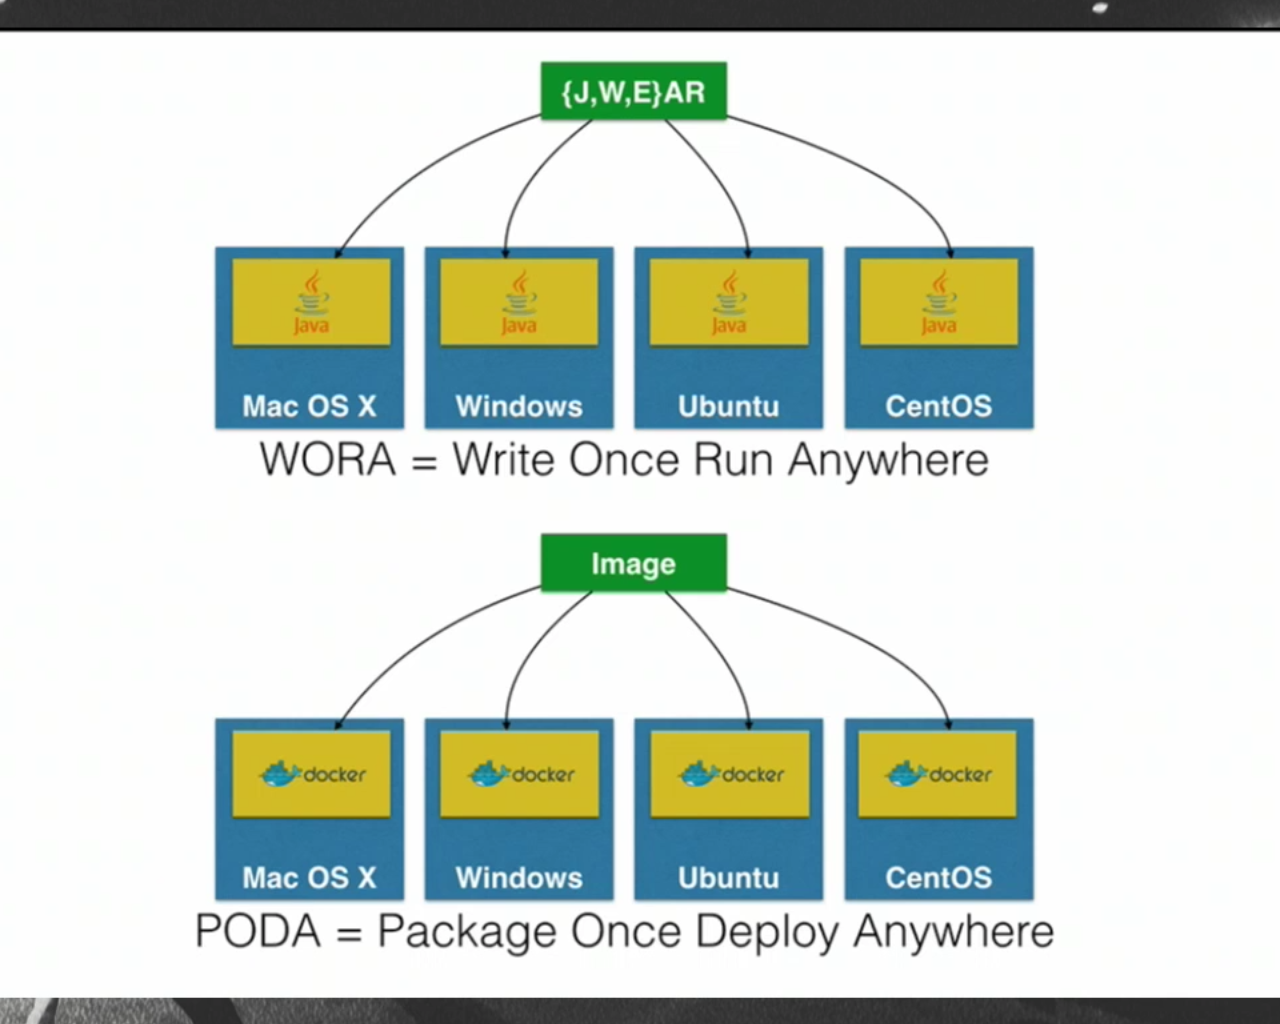 {J,W,E}AR
Java Java Java Java
Mac OS X Windows Ubuntu CentOS
WORA = Write Once Run Anywhere
Image
docker docker docker docker
Mac OS X Windows Ubuntu CentOS
PODA = Package Once Deploy Anywhere